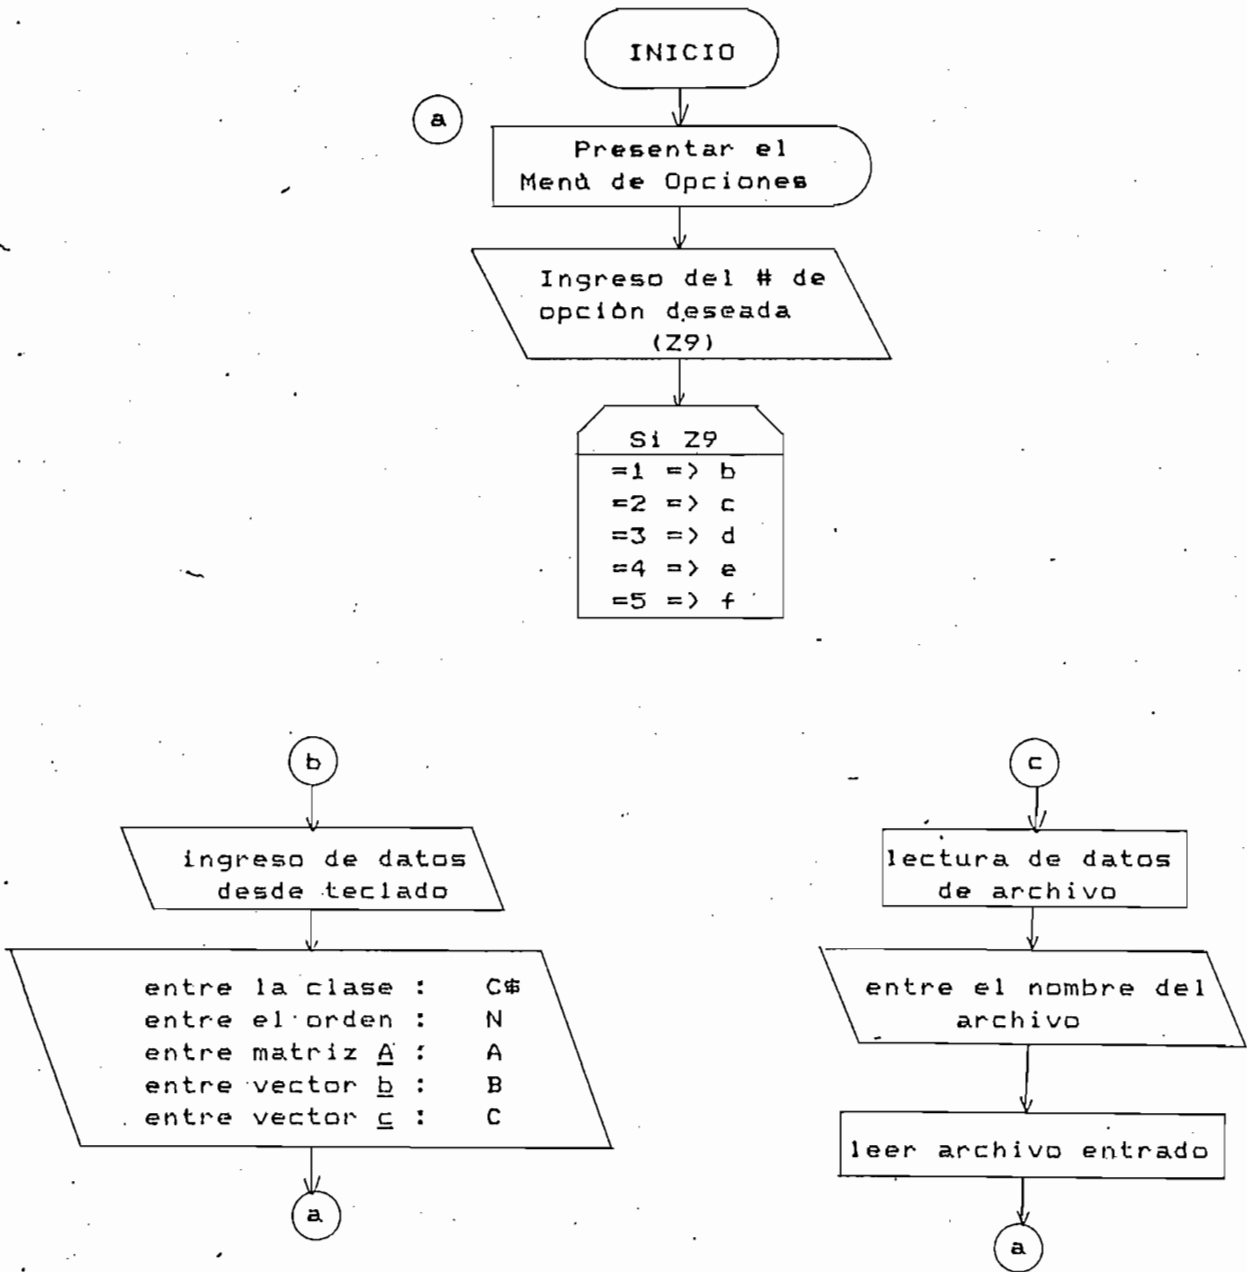 INICIO
a
Presentar el
Menù de Opciones
Ingreso del # de
opciòn deseada
(Z9)
Si Z9
=1 => b
=2 => c
=3 => d
=4 => e
=5 => f
b
ingreso de datos
desde teclado
entre la clase : C$
entre el orden : N
entre matriz A : A
entre vector b : B
entre vector c : C
a
c
lectura de datos
de archivo
entre el nombre del
archivo
leer archivo entrado
a